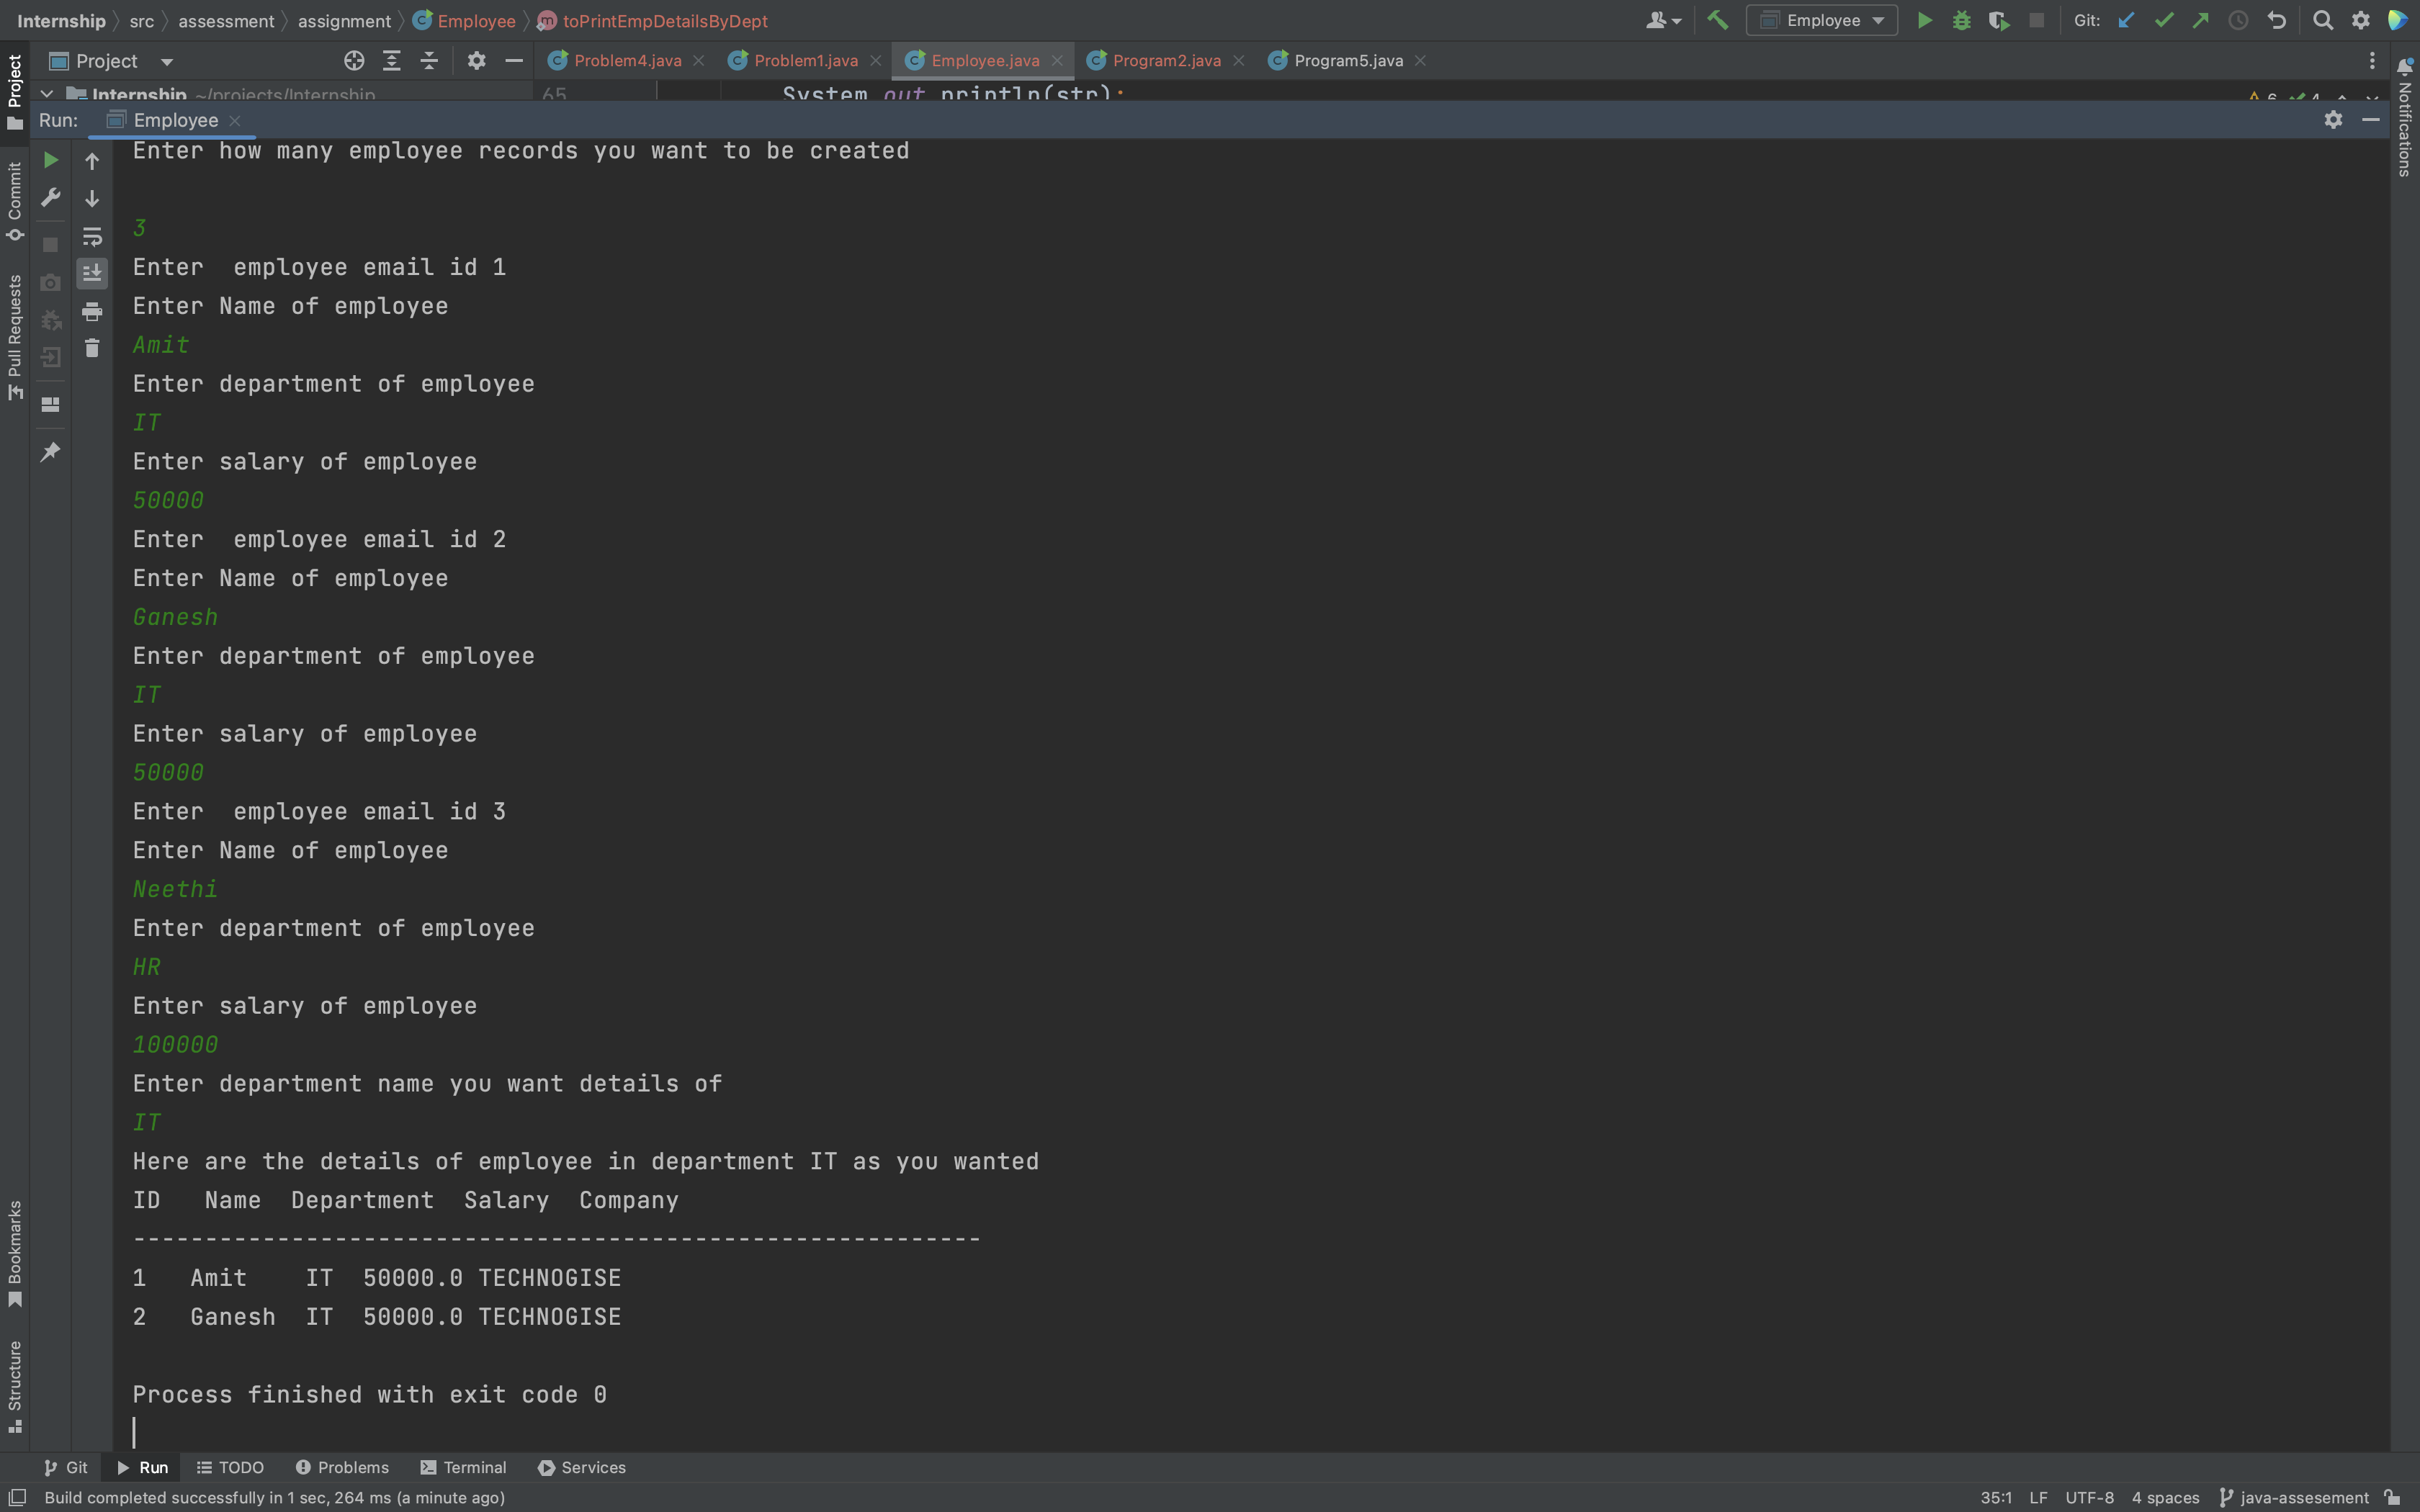 Internship src assessment assignment Employee toPrintEmpDetailsByDept Employee Git:
Project Problem4.java Problem1.java Employee.java Program2.java Program5.java
Internship ~/projects/Internship 65 System.out.println(str); 6 4
Run: Employee
Enter how many employee records you want to be created
3
Enter  employee email id 1
Enter Name of employee
Amit
Enter department of employee
IT
Enter salary of employee
50000
Enter  employee email id 2
Enter Name of employee
Ganesh
Enter department of employee
IT
Enter salary of employee
50000
Enter  employee email id 3
Enter Name of employee
Neethi
Enter department of employee
HR
Enter salary of employee
100000
Enter department name you want details of
IT
Here are the details of employee in department IT as you wanted
ID   Name  Department  Salary  Company
-----------------------------------------------------------
1   Amit    IT  50000.0 TECHNOGISE
2   Ganesh  IT  50000.0 TECHNOGISE
Process finished with exit code 0
Project
Commit
Pull Requests
Bookmarks
Structure
Notifications
Git Run TODO Problems Terminal Services
Build completed successfully in 1 sec, 264 ms (a minute ago) 35:1 LF UTF-8 4 spaces java-assesement